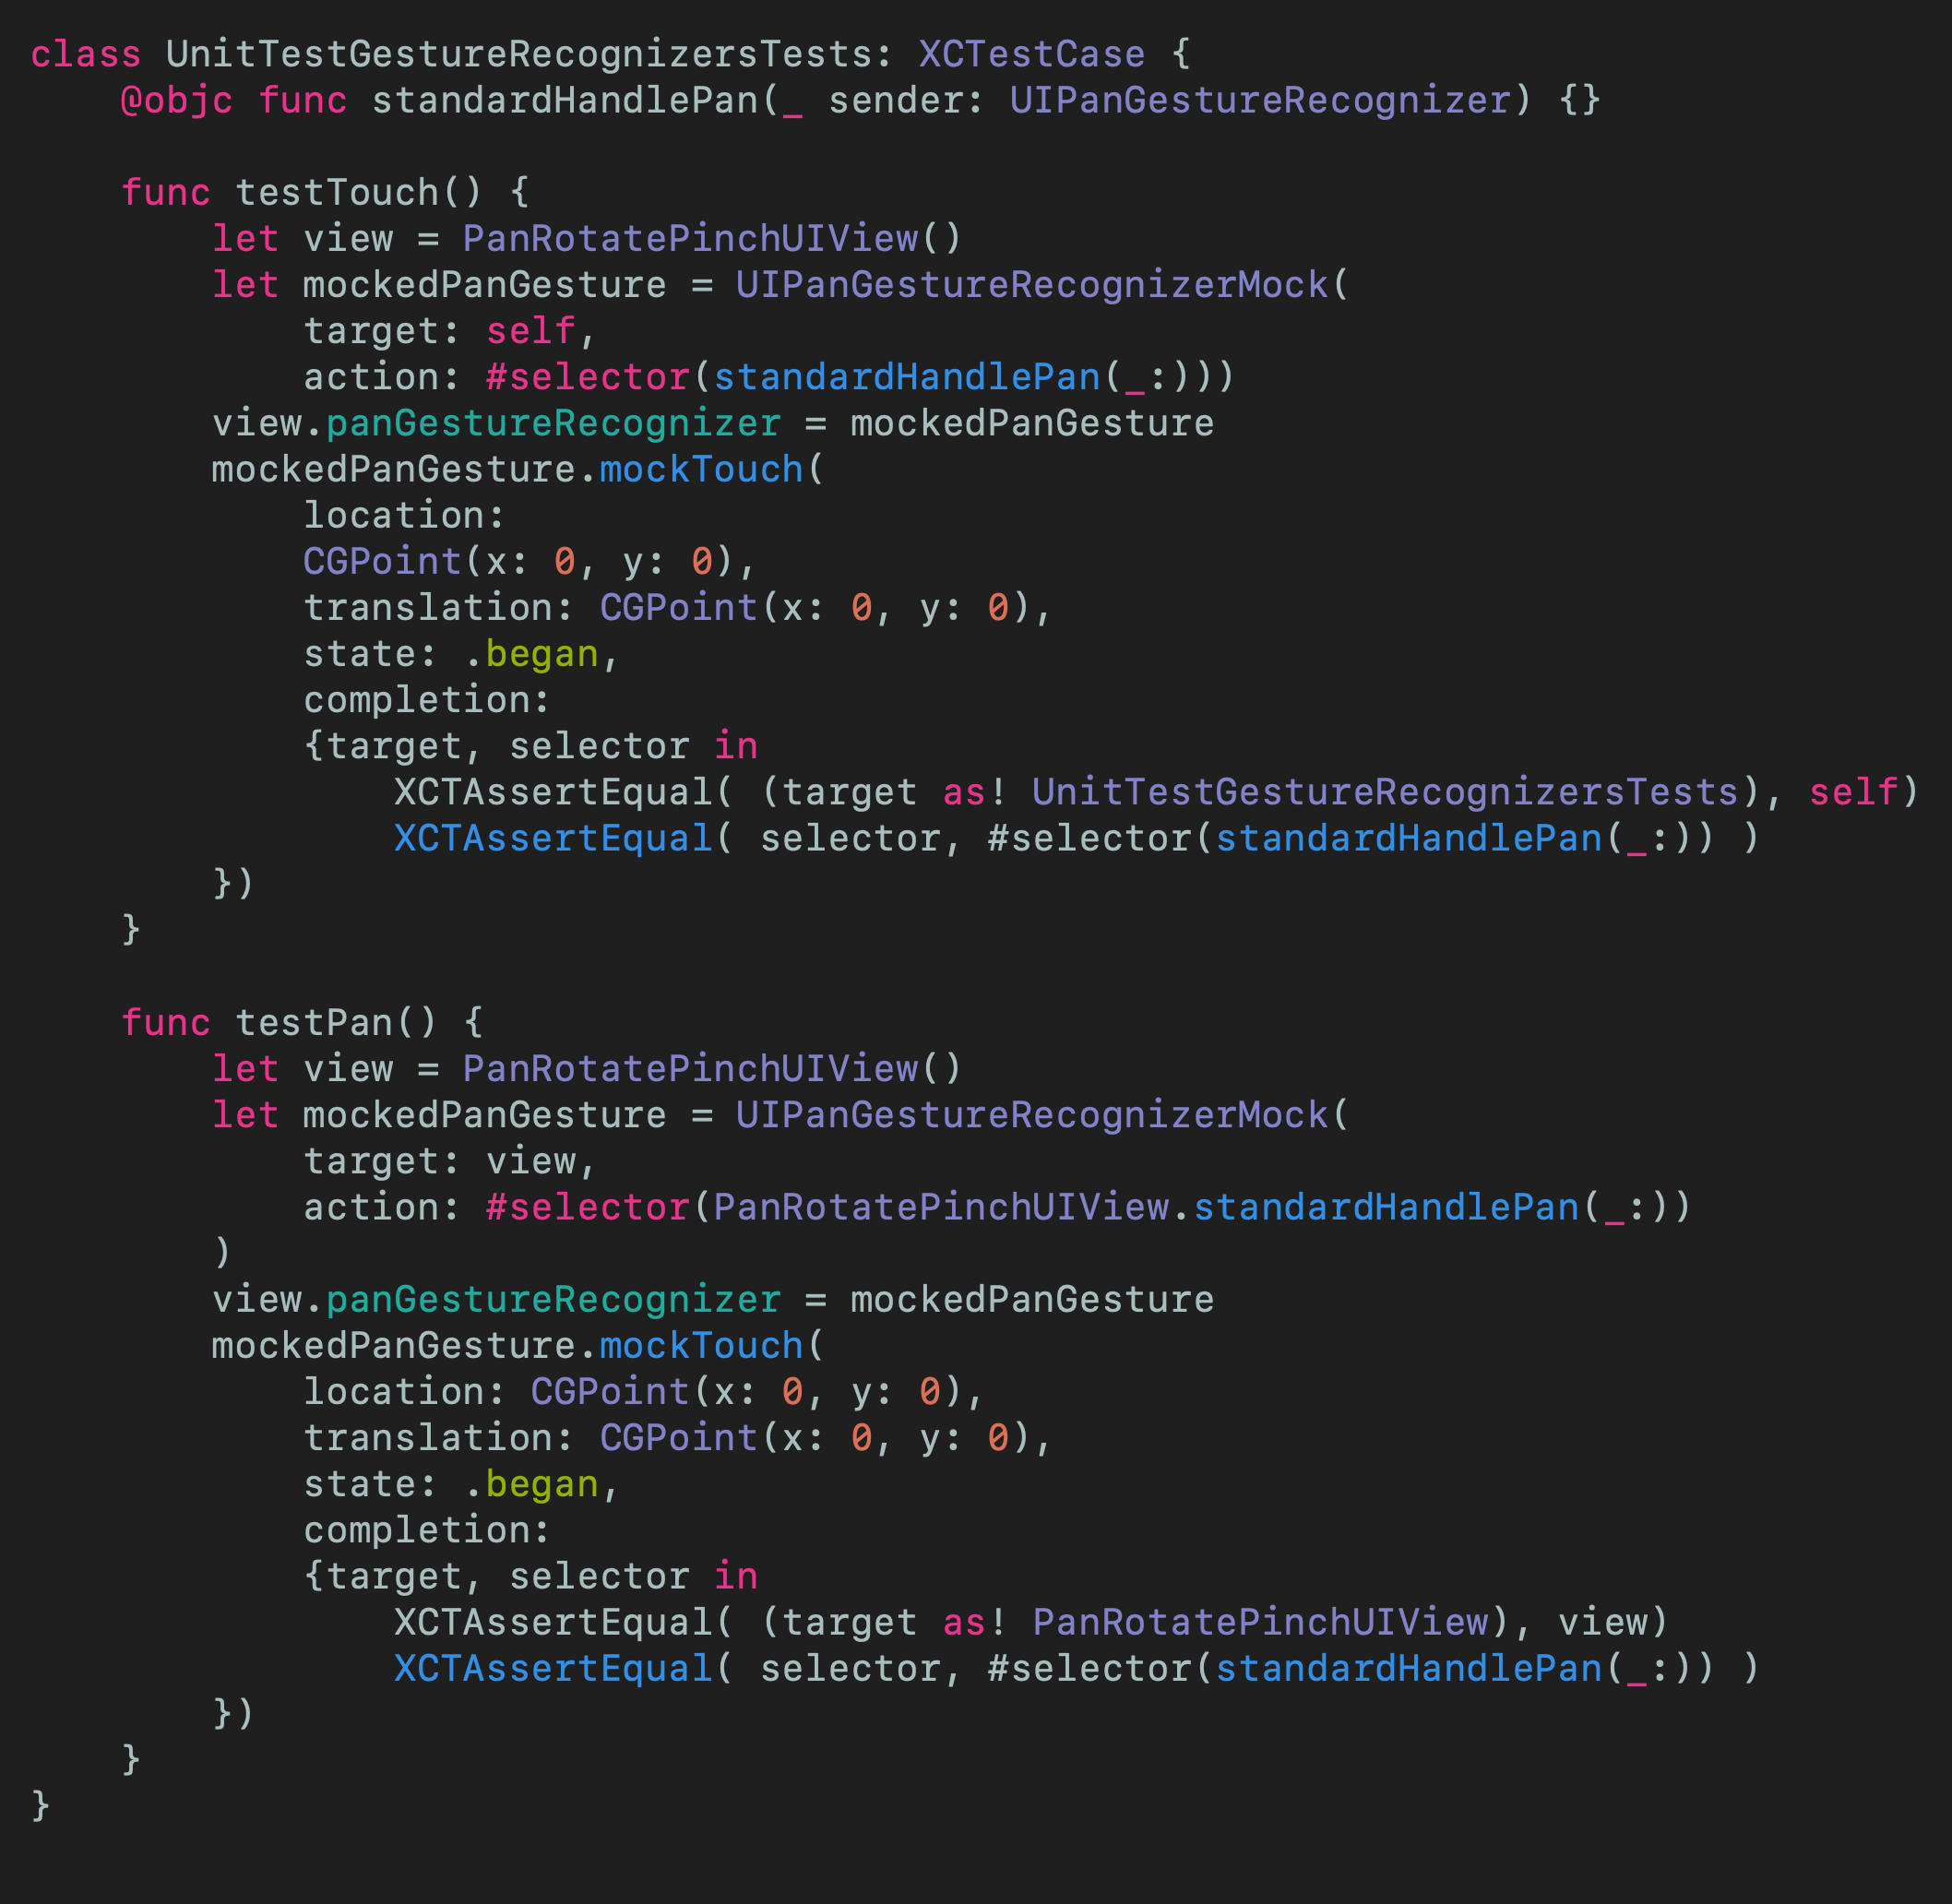 class UnitTestGestureRecognizersTests: XCTestCase {
    @objc func standardHandlePan(_ sender: UIPanGestureRecognizer) {}

    func testTouch() {
        let view = PanRotatePinchUIView()
        let mockedPanGesture = UIPanGestureRecognizerMock(
            target: self,
            action: #selector(standardHandlePan(_:)))
        view.panGestureRecognizer = mockedPanGesture
        mockedPanGesture.mockTouch(
            location:
            CGPoint(x: 0, y: 0),
            translation: CGPoint(x: 0, y: 0),
            state: .began,
            completion:
            {target, selector in
                XCTAssertEqual( (target as! UnitTestGestureRecognizersTests), self)
                XCTAssertEqual( selector, #selector(standardHandlePan(_:)) )
        })
    }

    func testPan() {
        let view = PanRotatePinchUIView()
        let mockedPanGesture = UIPanGestureRecognizerMock(
            target: view,
            action: #selector(PanRotatePinchUIView.standardHandlePan(_:))
        )
        view.panGestureRecognizer = mockedPanGesture
        mockedPanGesture.mockTouch(
            location: CGPoint(x: 0, y: 0),
            translation: CGPoint(x: 0, y: 0),
            state: .began,
            completion:
            {target, selector in
                XCTAssertEqual( (target as! PanRotatePinchUIView), view)
                XCTAssertEqual( selector, #selector(standardHandlePan(_:)) )
        })
    }
}